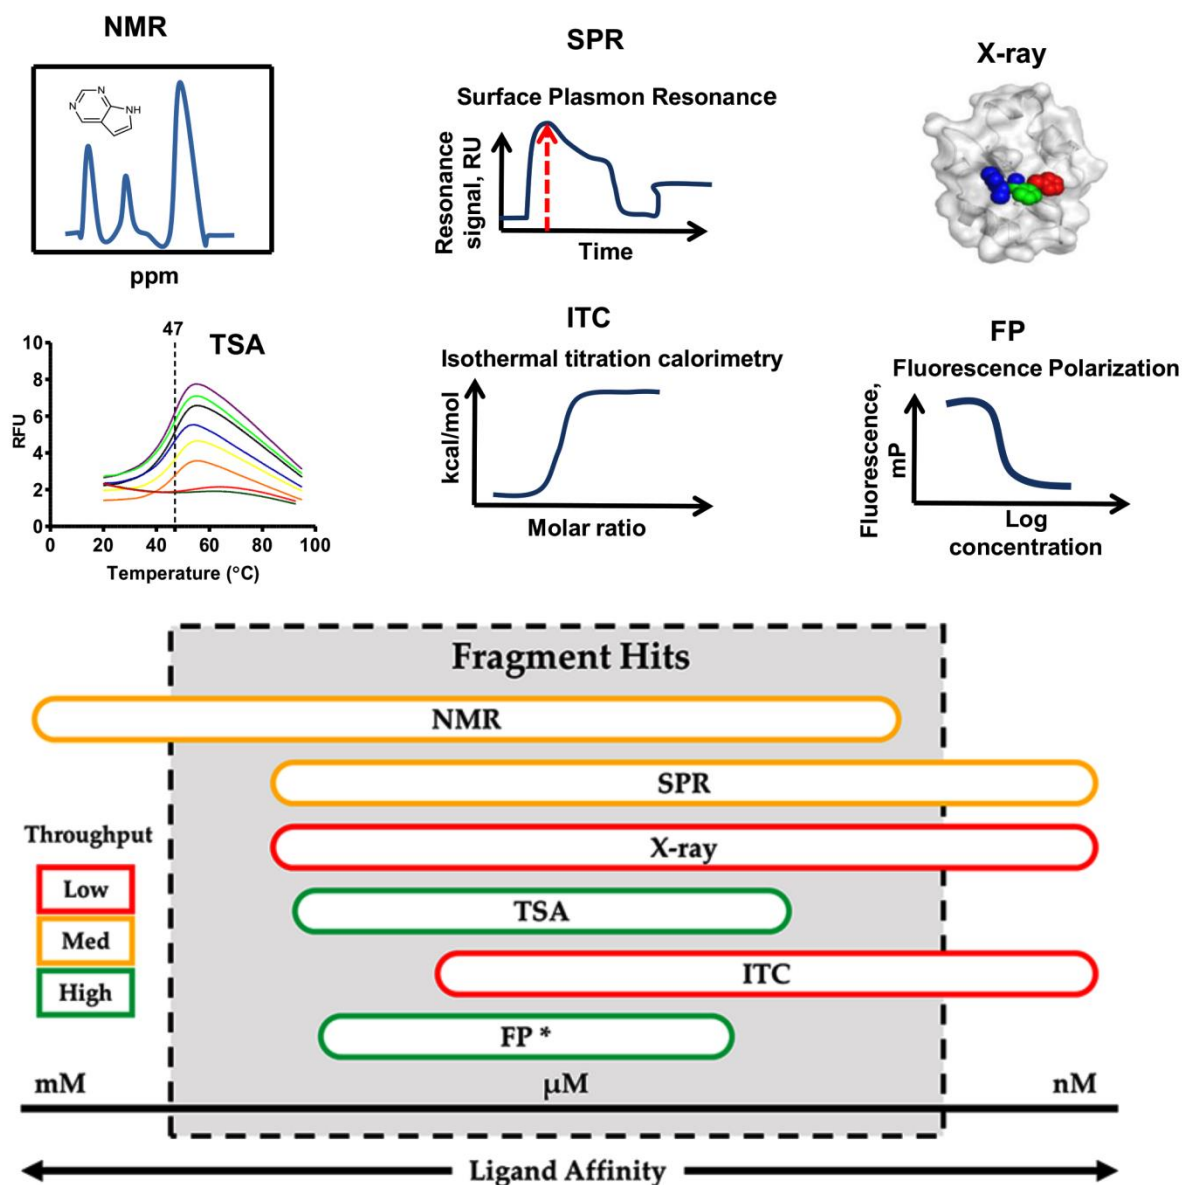 NMR
N
N
NH
ppm
SPR
Surface Plasmon Resonance
Resonance
signal, RU
Time
X-ray
47
TSA
10
8
6
4
2
0
RFU
0 20 40 60 80 100
Temperature (°C)
ITC
Isothermal titration calorimetry
kcal/mol
Molar ratio
FP
Fluorescence Polarization
Fluorescence,
mP
Log
concentration
Fragment Hits
NMR
SPR
Throughput
X-ray
Low
TSA
Med
ITC
High
FP *
mM μM nM
Ligand Affinity